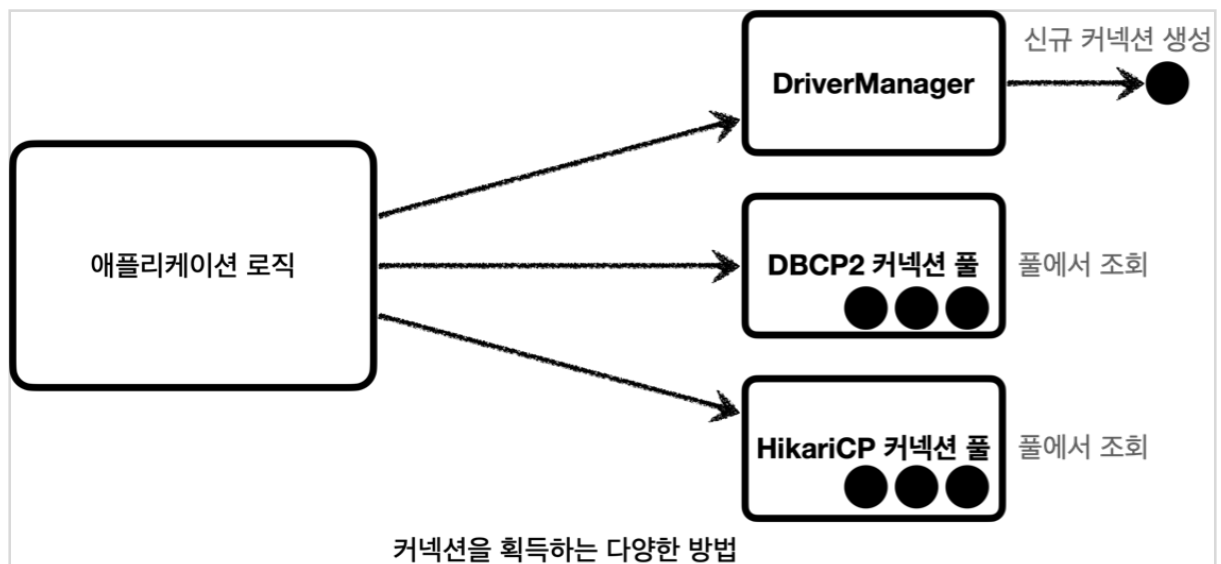 신규 커넥션 생성
DriverManager
애플리케이션 로직
DBCP2 커넥션 풀
풀에서 조회
HikariCP 커넥션 풀
풀에서 조회
커넥션을 획득하는 다양한 방법